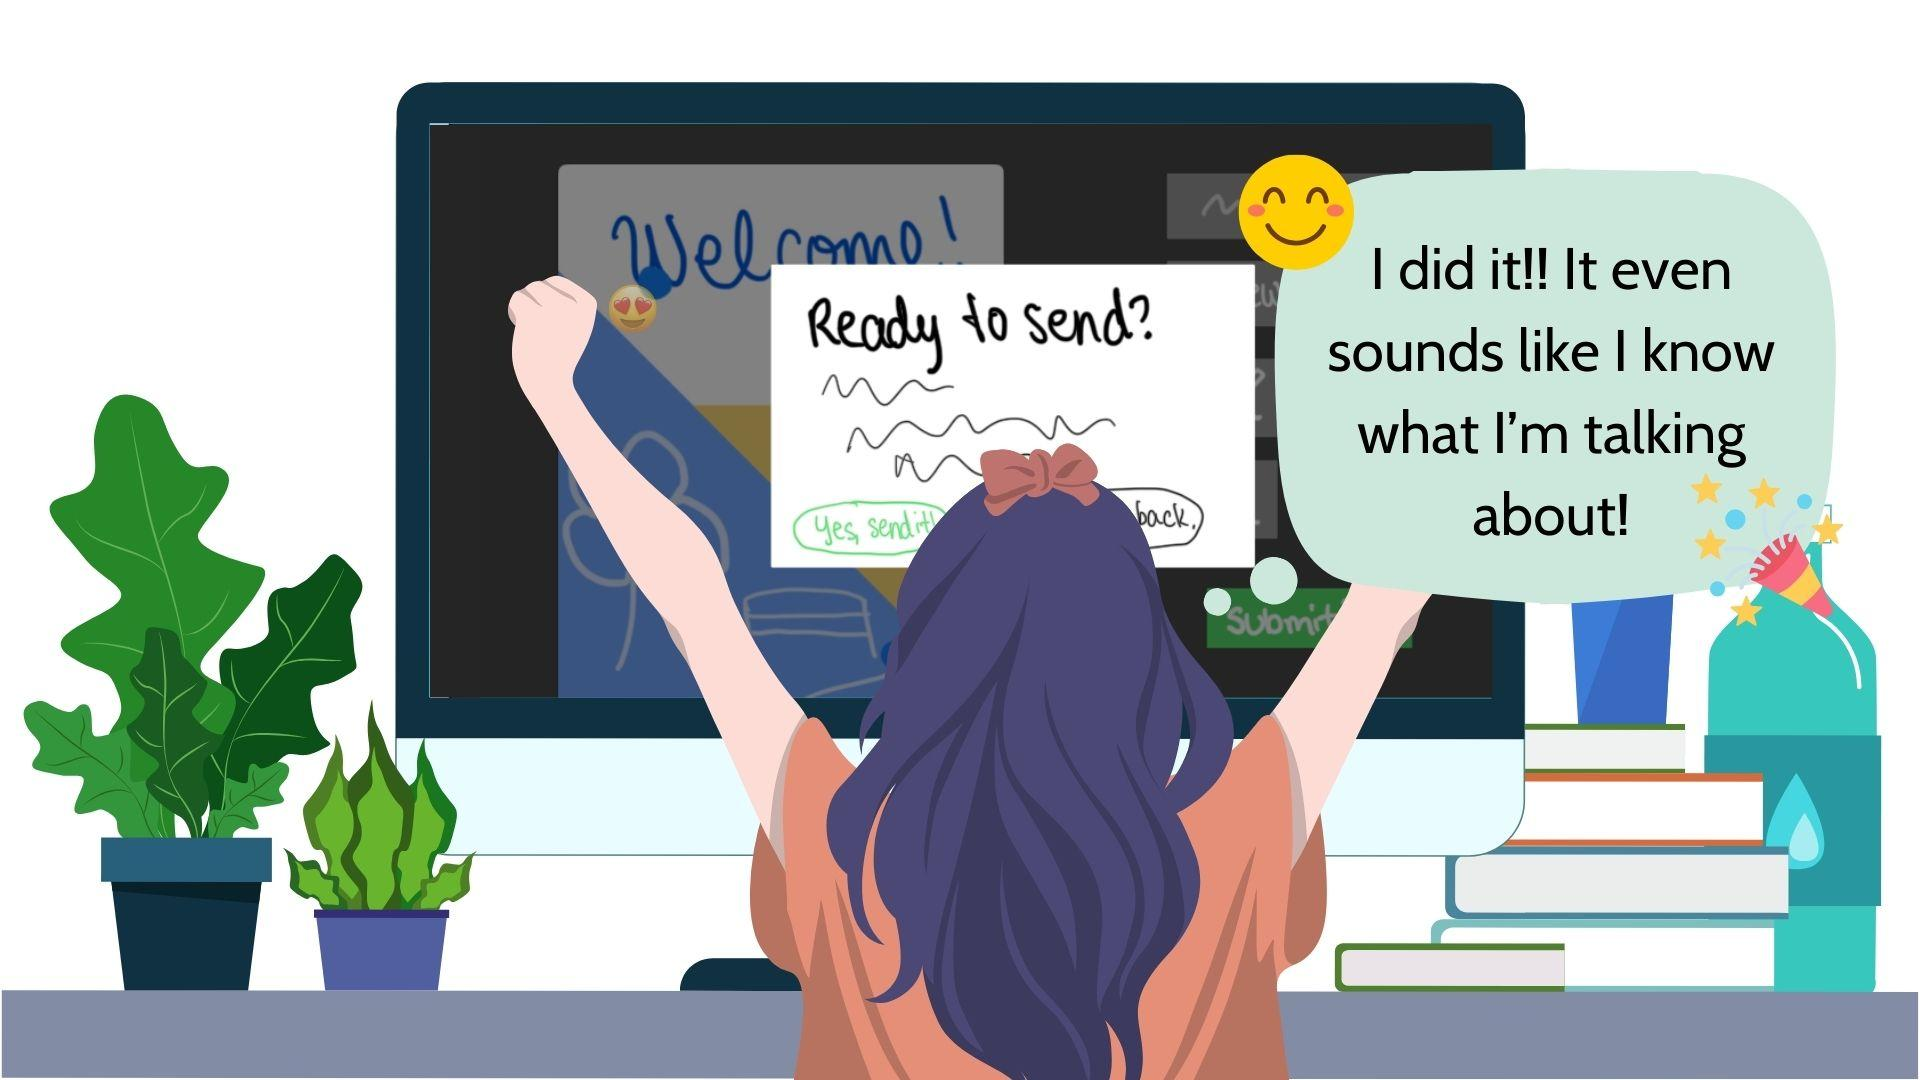 Welcome!
Ready to send?
Yes, send it!
back.
Submit
I did it!! It even
sounds like I know
what I'm talking
about!